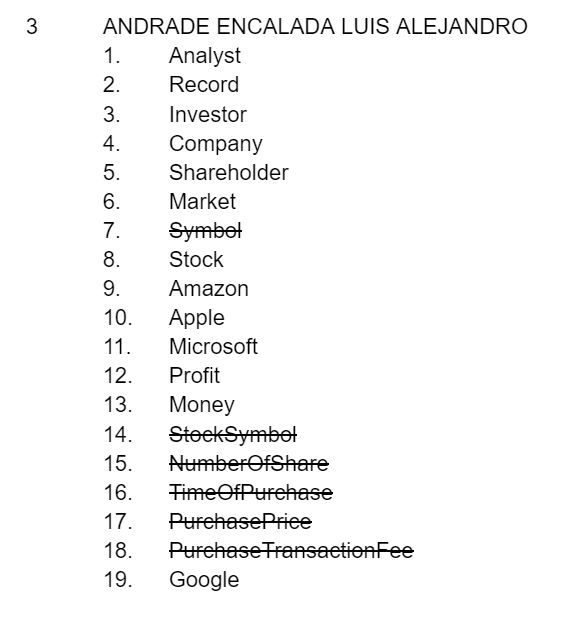 3 ANDRADE ENCALADA LUIS ALEJANDRO
1. Analyst
2. Record
3. Investor
4. Company
5. Shareholder
6. Market
7. Symbol
8. Stock
9. Amazon
10. Apple
11. Microsoft
12. Profit
13. Money
14. StockSymbol
15. NumberOfShare
16. TimeOfPurchase
17. PurchasePrice
18. PurchaseTransactionFee
19. Google